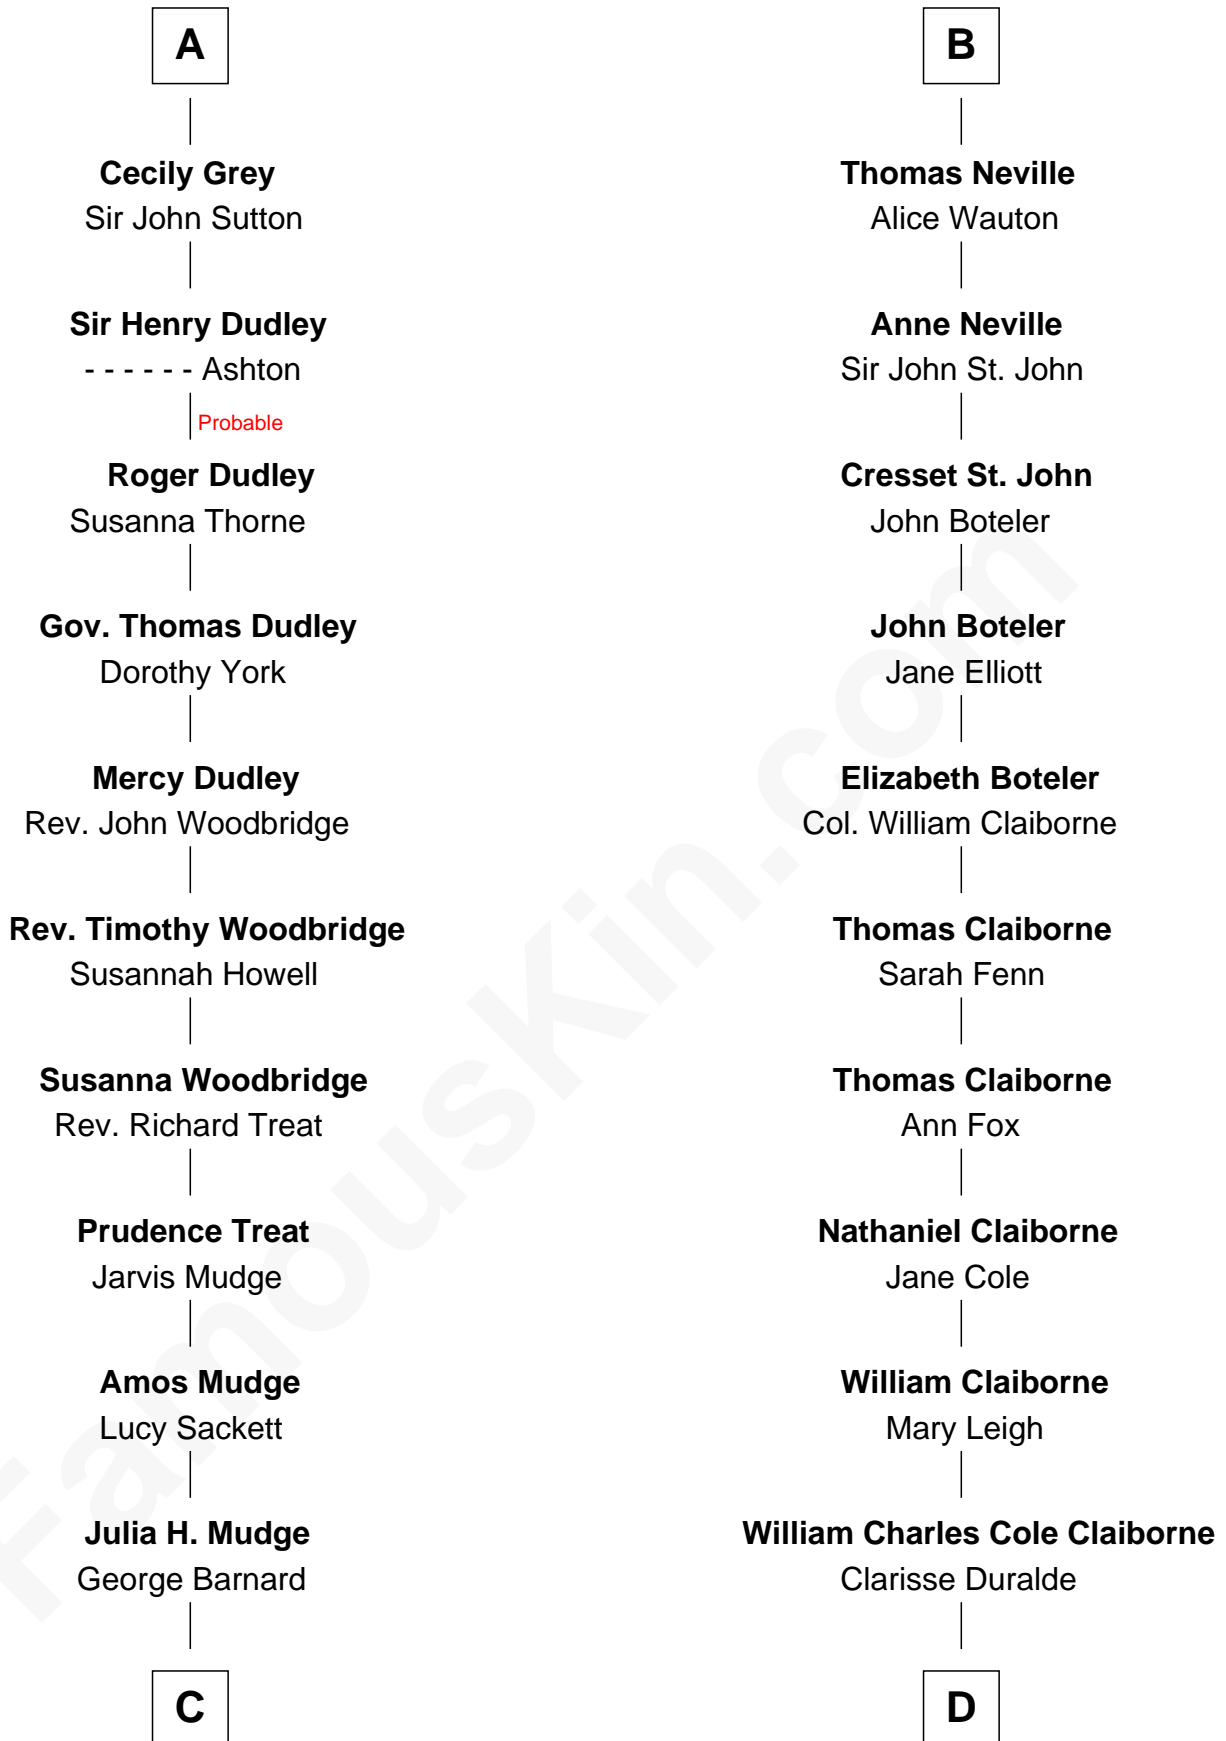 A
Cecily Grey
Sir John Sutton
Sir Henry Dudley
- - - - - - Ashton
Probable
Roger Dudley
Susanna Thorne
Gov. Thomas Dudley
Dorothy York
Mercy Dudley
Rev. John Woodbridge
Rev. Timothy Woodbridge
Susannah Howell
Susanna Woodbridge
Rev. Richard Treat
Prudence Treat
Jarvis Mudge
Amos Mudge
Lucy Sackett
Julia H. Mudge
George Barnard
C
B
Thomas Neville
Alice Wauton
Anne Neville
Sir John St. John
Cresset St. John
John Boteler
John Boteler
Jane Elliott
Elizabeth Boteler
Col. William Claiborne
Thomas Claiborne
Sarah Fenn
Thomas Claiborne
Ann Fox
Nathaniel Claiborne
Jane Cole
William Claiborne
Mary Leigh
William Charles Cole Claiborne
Clarisse Duralde
D
FamousKin.com